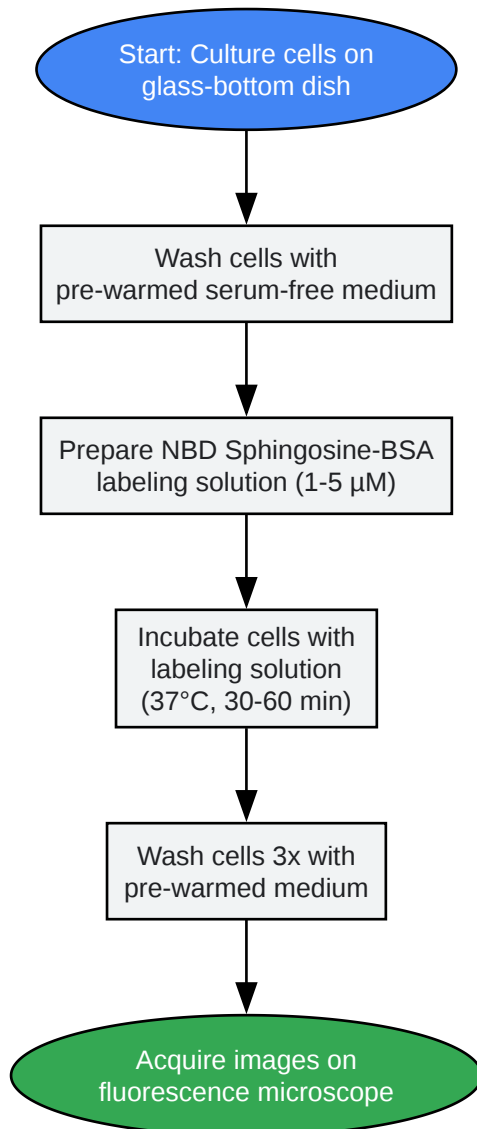 Start: Culture cells on
glass-bottom dish
Wash cells with
pre-warmed serum-free medium
Prepare NBD Sphingosine-BSA
labeling solution (1-5 µM)
Incubate cells with
labeling solution
(37°C, 30-60 min)
Wash cells 3x with
pre-warmed medium
Acquire images on
fluorescence microscope